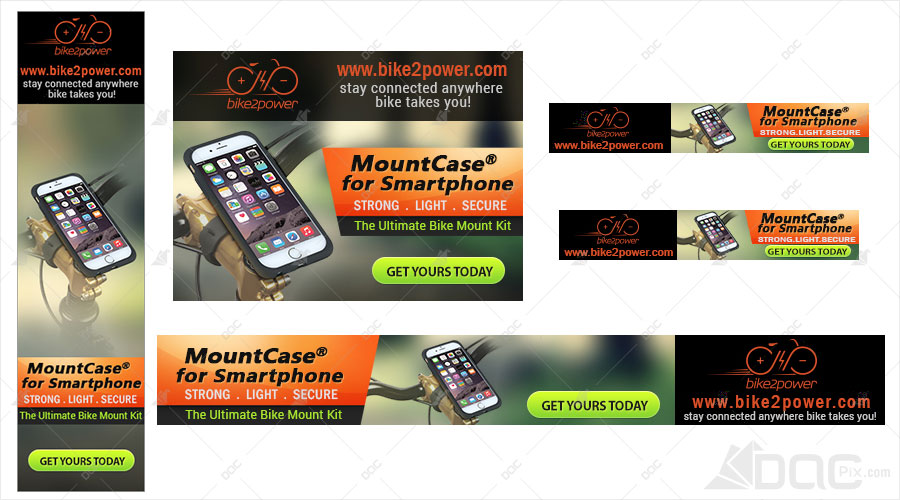 bike2power
www.bike2power.com
stay connected anywhere
bike takes you!
MountCase®
for Smartphone
STRONG . LIGHT . SECURE
The Ultimate Bike Mount Kit
GET YOURS TODAY
bike2power
www.bike2power.com
stay connected anywhere
bike takes you!
MountCase®
for Smartphone
STRONG . LIGHT . SECURE
The Ultimate Bike Mount Kit
GET YOURS TODAY
bike2power
www.bike2power.com
MountCase®
for Smartphone
STRONG.LIGHT.SECURE
GET YOURS TODAY
bike2power
www.bike2power.com
MountCase®
for Smartphone
STRONG.LIGHT.SECURE
GET YOURS TODAY
MountCase®
for Smartphone
STRONG . LIGHT . SECURE
The Ultimate Bike Mount Kit
GET YOURS TODAY
bike2power
www.bike2power.com
stay connected anywhere bike takes you!
DQC
Pix.com